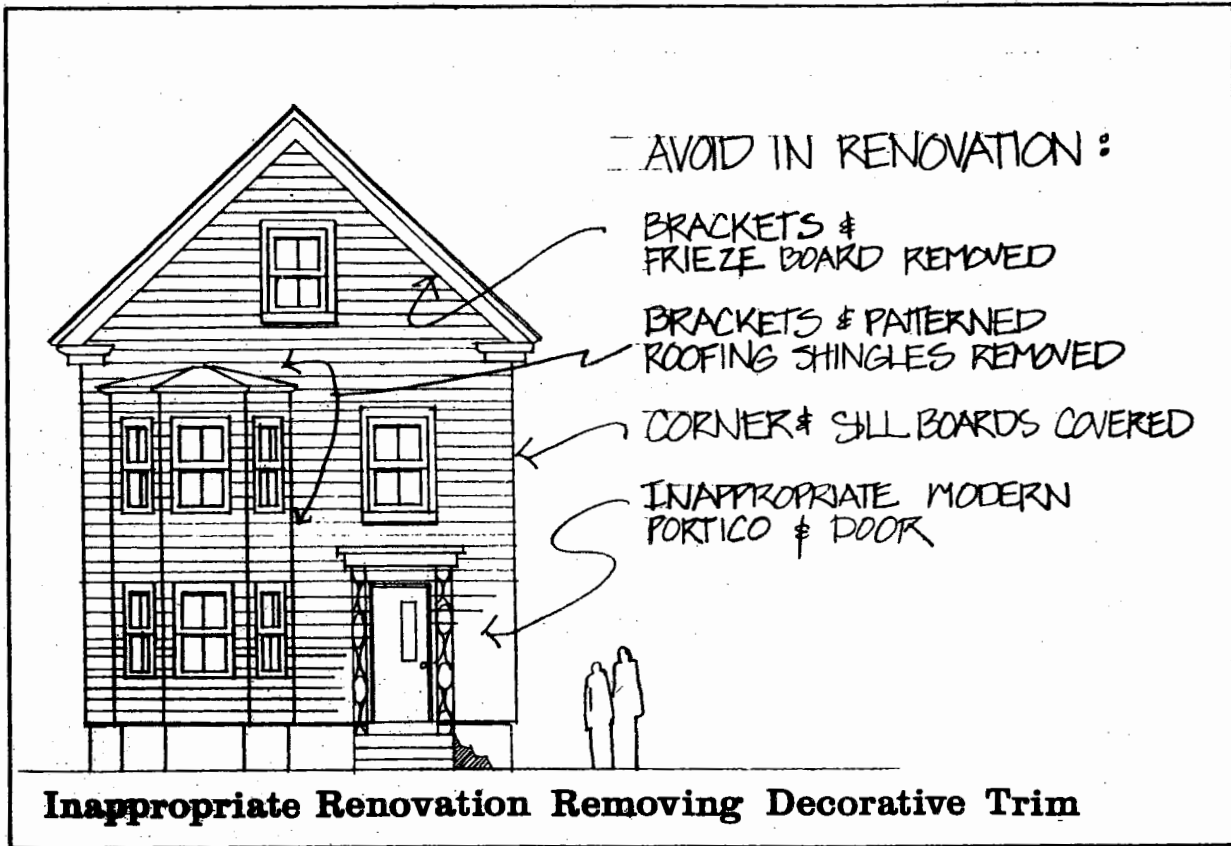 AVOID IN RENOVATION:
BRACKETS &
FRIEZE BOARD REMOVED
BRACKETS & PATTERNED
ROOFING SHINGLES REMOVED
CORNER & SILL BOARDS COVERED
INAPPROPRIATE MODERN
PORTICO & DOOR
Inappropriate Renovation Removing Decorative Trim